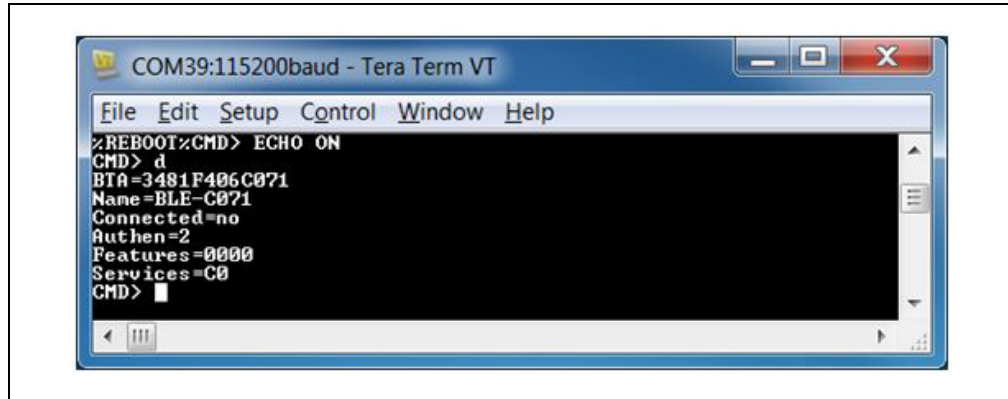 COM39:115200baud - Tera Term VT
File Edit Setup Control Window Help
%REBOOT%CMD> ECHO ON
CMD> d
BTA=3481F406C071
Name=BLE-C071
Connected=no
Authen=2
Features=0000
Services=C0
CMD>